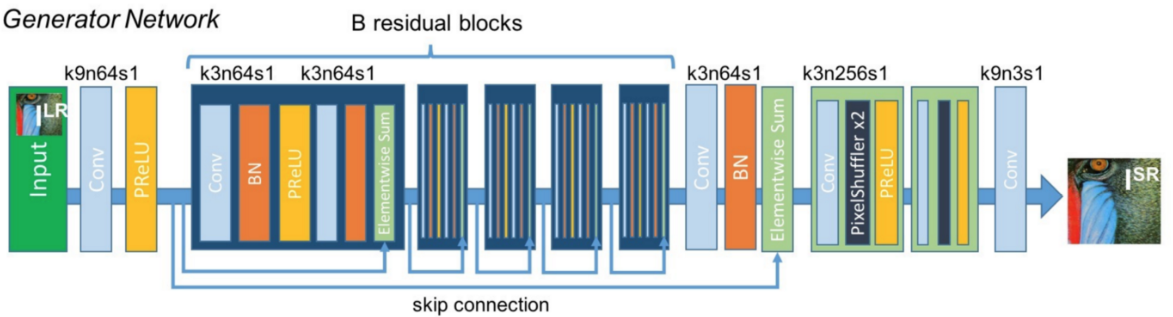 Generator Network
B residual blocks
k9n64s1
k3n64s1 k3n64s1
k3n64s1
k3n256s1
k9n3s1
I LR
Input
Conv
PReLU
Conv
BN
PReLU
Elementwise Sum
Conv
BN
Elementwise Sum
Conv
PixelShuffler x2
PReLU
Conv
I SR
skip connection